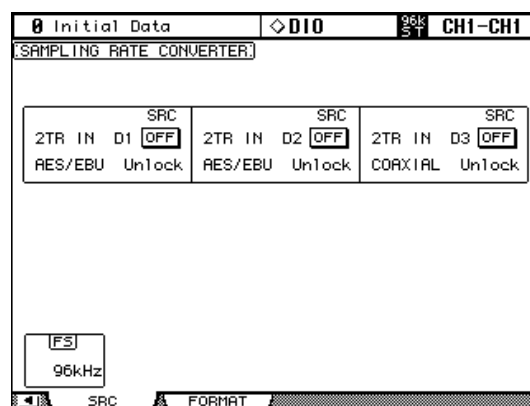 0 Initial Data ◇DIO 96k ST CH1-CH1
SAMPLING RATE CONVERTER
SRC SRC SRC
2TR IN D1 OFF 2TR IN D2 OFF 2TR IN D3 OFF
AES/EBU Unlock AES/EBU Unlock COAXIAL Unlock
FS
96kHz
SRC FORMAT